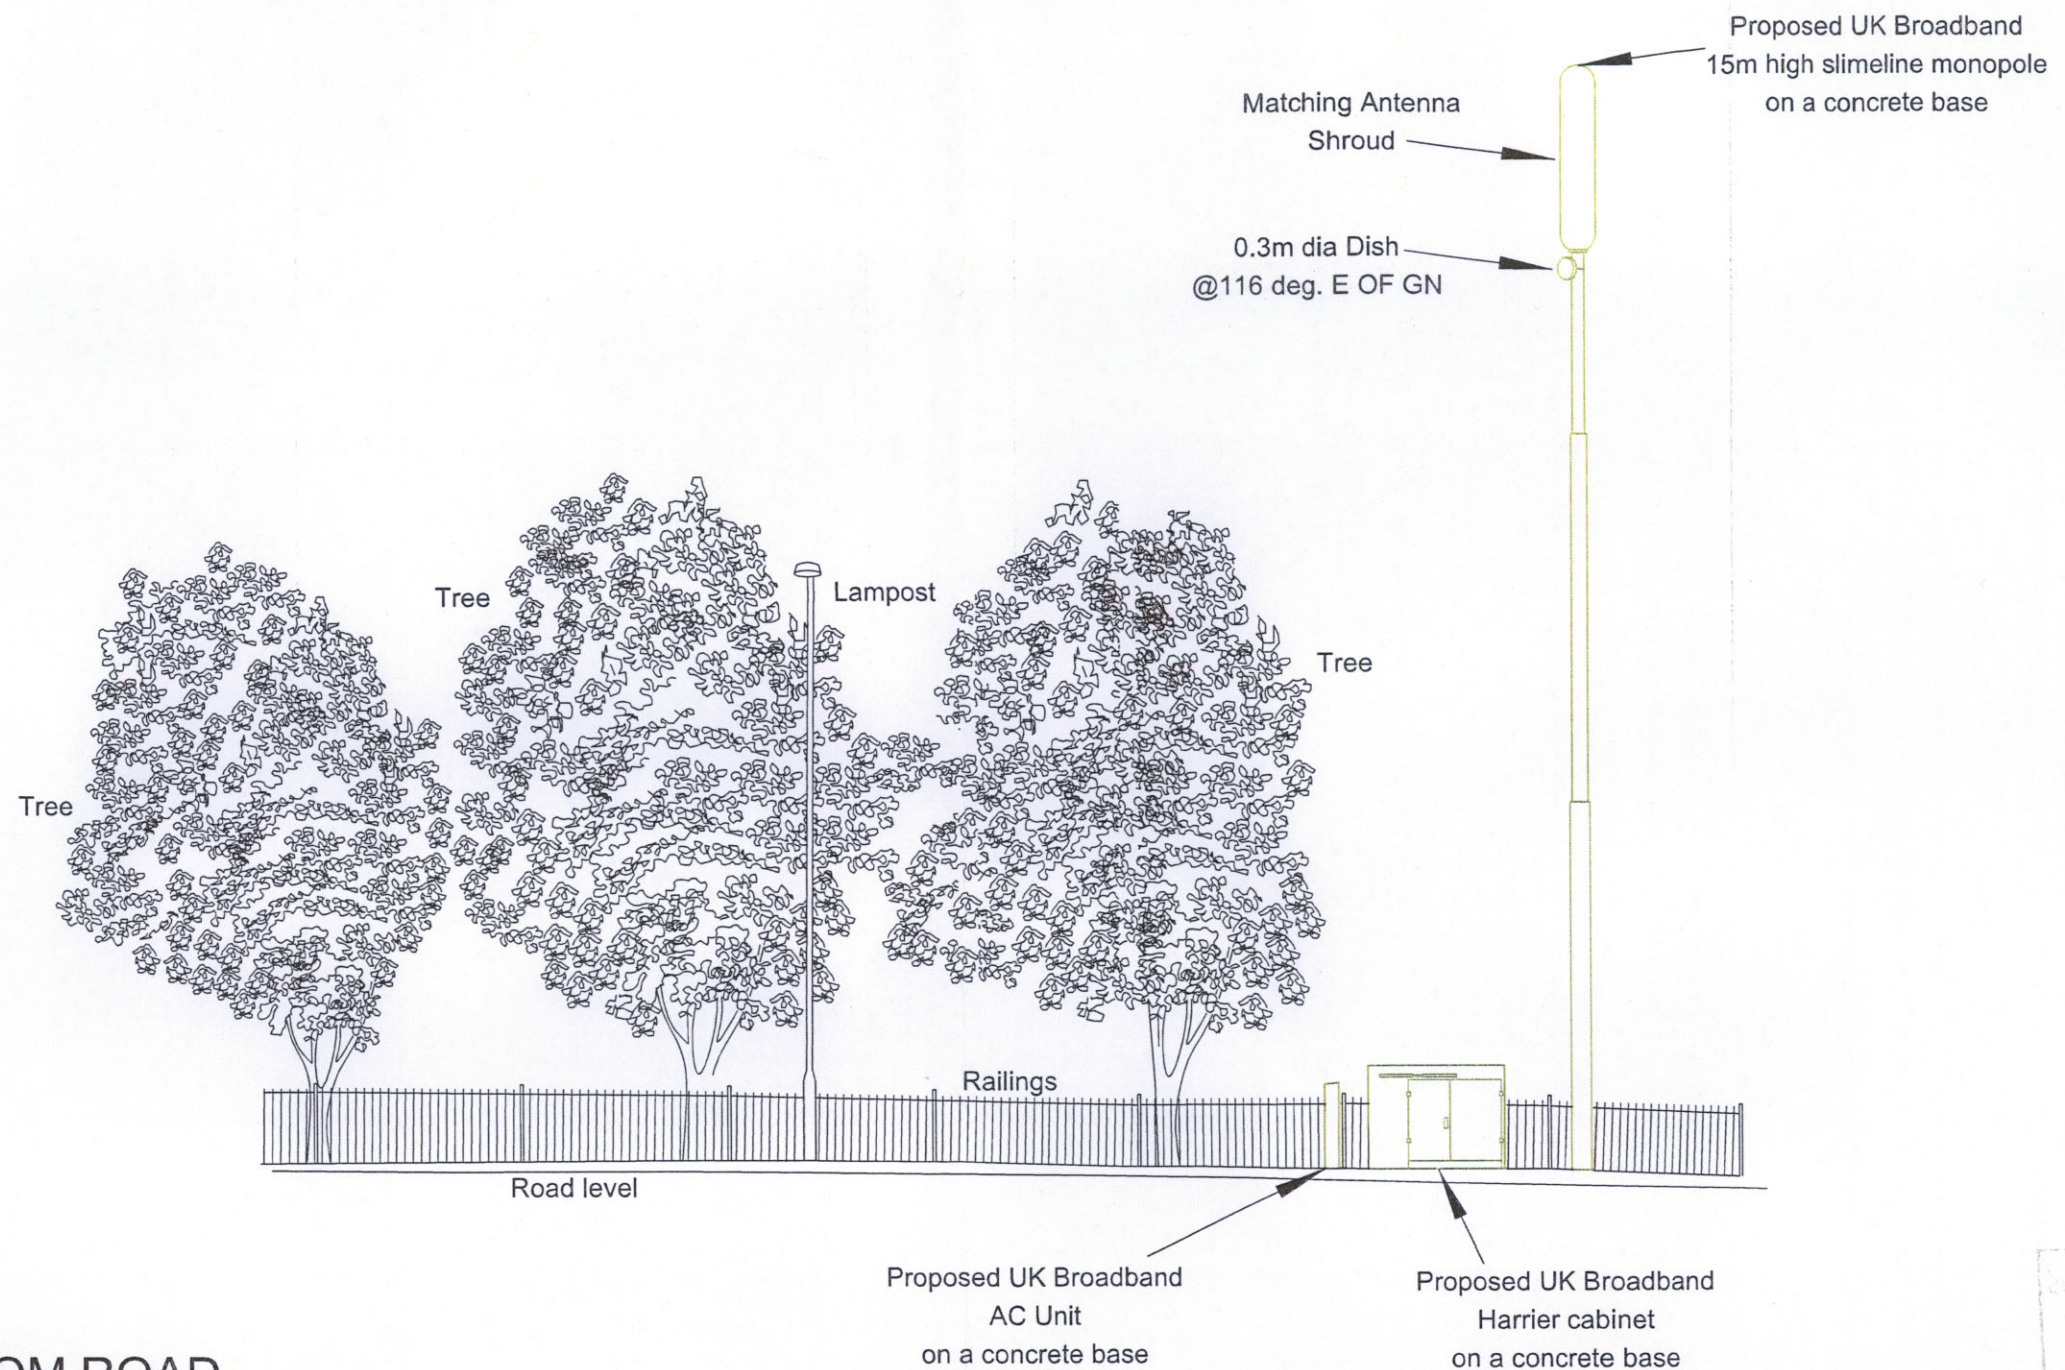 Proposed UK Broadband
15m high slimeline monopole
on a concrete base
Matching Antenna
Shroud
0.3m dia Dish
@116 deg. E OF GN
Tree
Lampost
Tree
Tree
Railings
Road level
Proposed UK Broadband
AC Unit
on a concrete base
Proposed UK Broadband
Harrier cabinet
on a concrete base